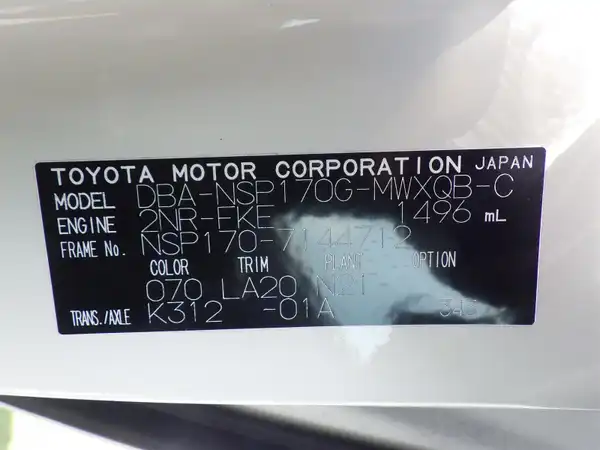 TOYOTA MOTOR CORPORATION JAPAN
MODEL DBA-NSP170G-MWXQB-C
ENGINE 2NR-FKE 1496 mL
FRAME No. NSP170-7144712
COLOR TRIM PLANT OPTION
070 LA20 N21
TRANS./AXLE K312 -01A